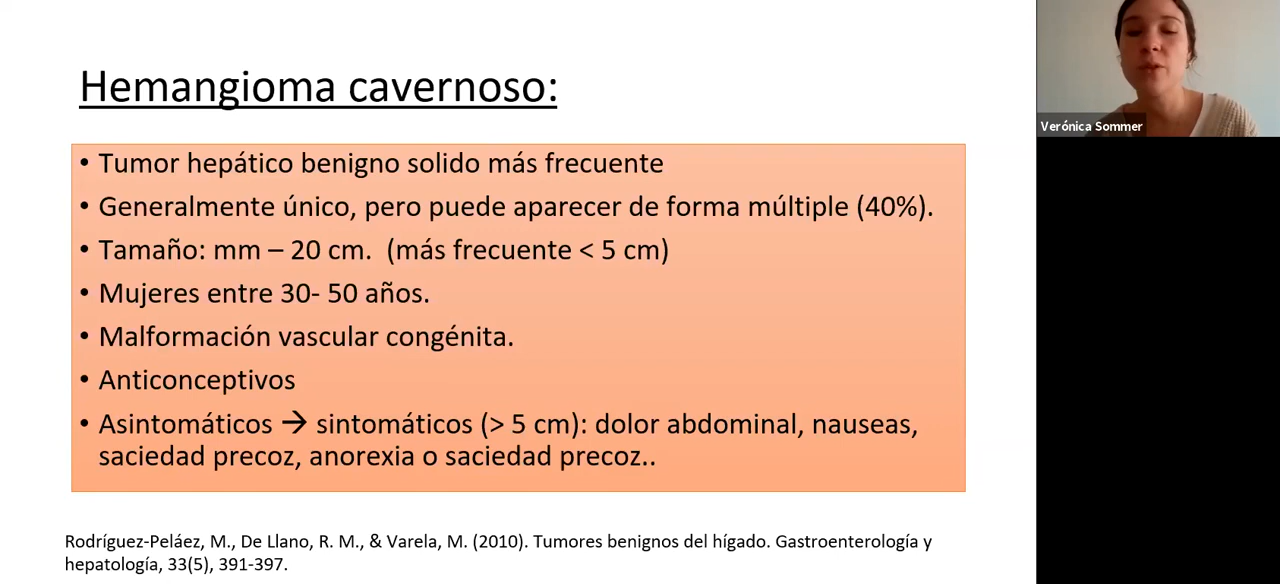 Hemangioma cavernoso:
• Tumor hepático benigno solido más frecuente
• Generalmente único, pero puede aparecer de forma múltiple (40%).
• Tamaño: mm – 20 cm.  (más frecuente < 5 cm)
• Mujeres entre 30- 50 años.
• Malformación vascular congénita.
• Anticonceptivos
• Asintomáticos → sintomáticos (> 5 cm): dolor abdominal, nauseas,
saciedad precoz, anorexia o saciedad precoz..
Rodríguez-Peláez, M., De Llano, R. M., & Varela, M. (2010). Tumores benignos del hígado. Gastroenterología y
hepatología, 33(5), 391-397.
Verónica Sommer